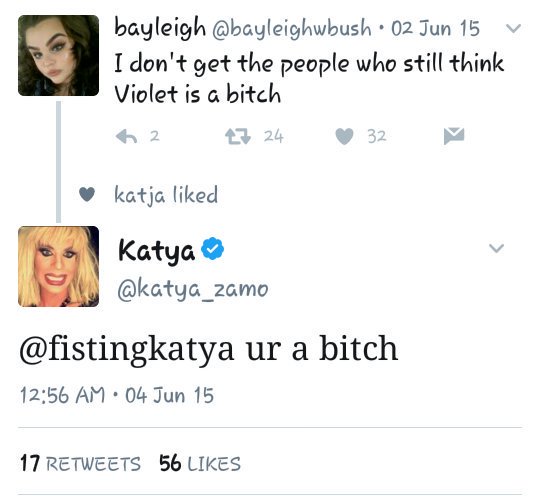 bayleigh @bayleighwbush • 02 Jun 15
I don't get the people who still think
Violet is a bitch
2 24 32
katja liked
Katya
@katya_zamo
@fistingkatya ur a bitch
12:56 AM • 04 Jun 15
17 RETWEETS 56 LIKES